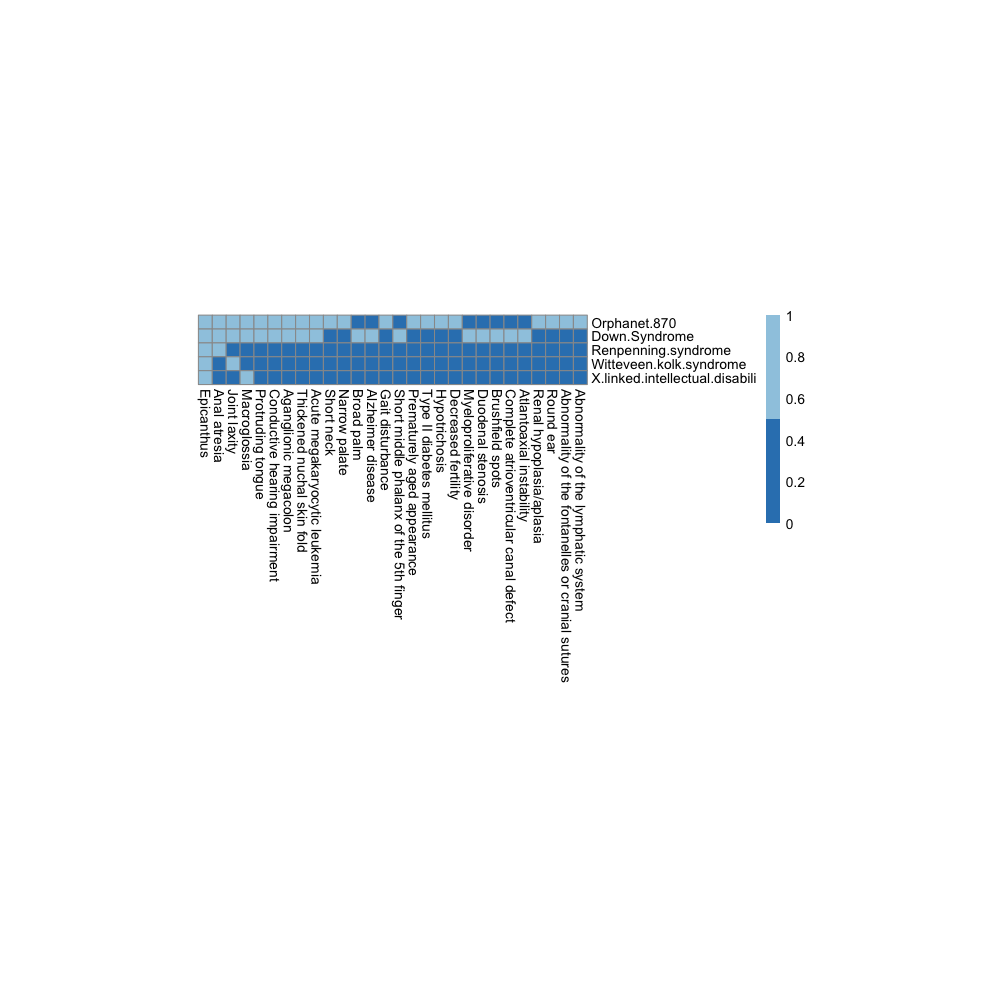 Orphanet.870
Down.Syndrome
Renpenning.syndrome
Witteveen.kolk.syndrome
X.linked.intellectual.disabili
1
0.8
0.6
0.4
0.2
0
Epicanthus
Anal atresia
Joint laxity
Macroglossia
Protruding tongue
Conductive hearing impairment
Aganglionic megacolon
Thickened nuchal skin fold
Acute megakaryocytic leukemia
Short neck
Narrow palate
Broad palm
Alzheimer disease
Gait disturbance
Short middle phalanx of the 5th finger
Prematurely aged appearance
Type II diabetes mellitus
Hypotrichosis
Decreased fertility
Myeloproliferative disorder
Duodenal stenosis
Brushfield spots
Complete atrioventricular canal defect
Atlantoaxial instability
Renal hypoplasia/aplasia
Round ear
Abnormality of the fontanelles or cranial sutures
Abnormality of the lymphatic system